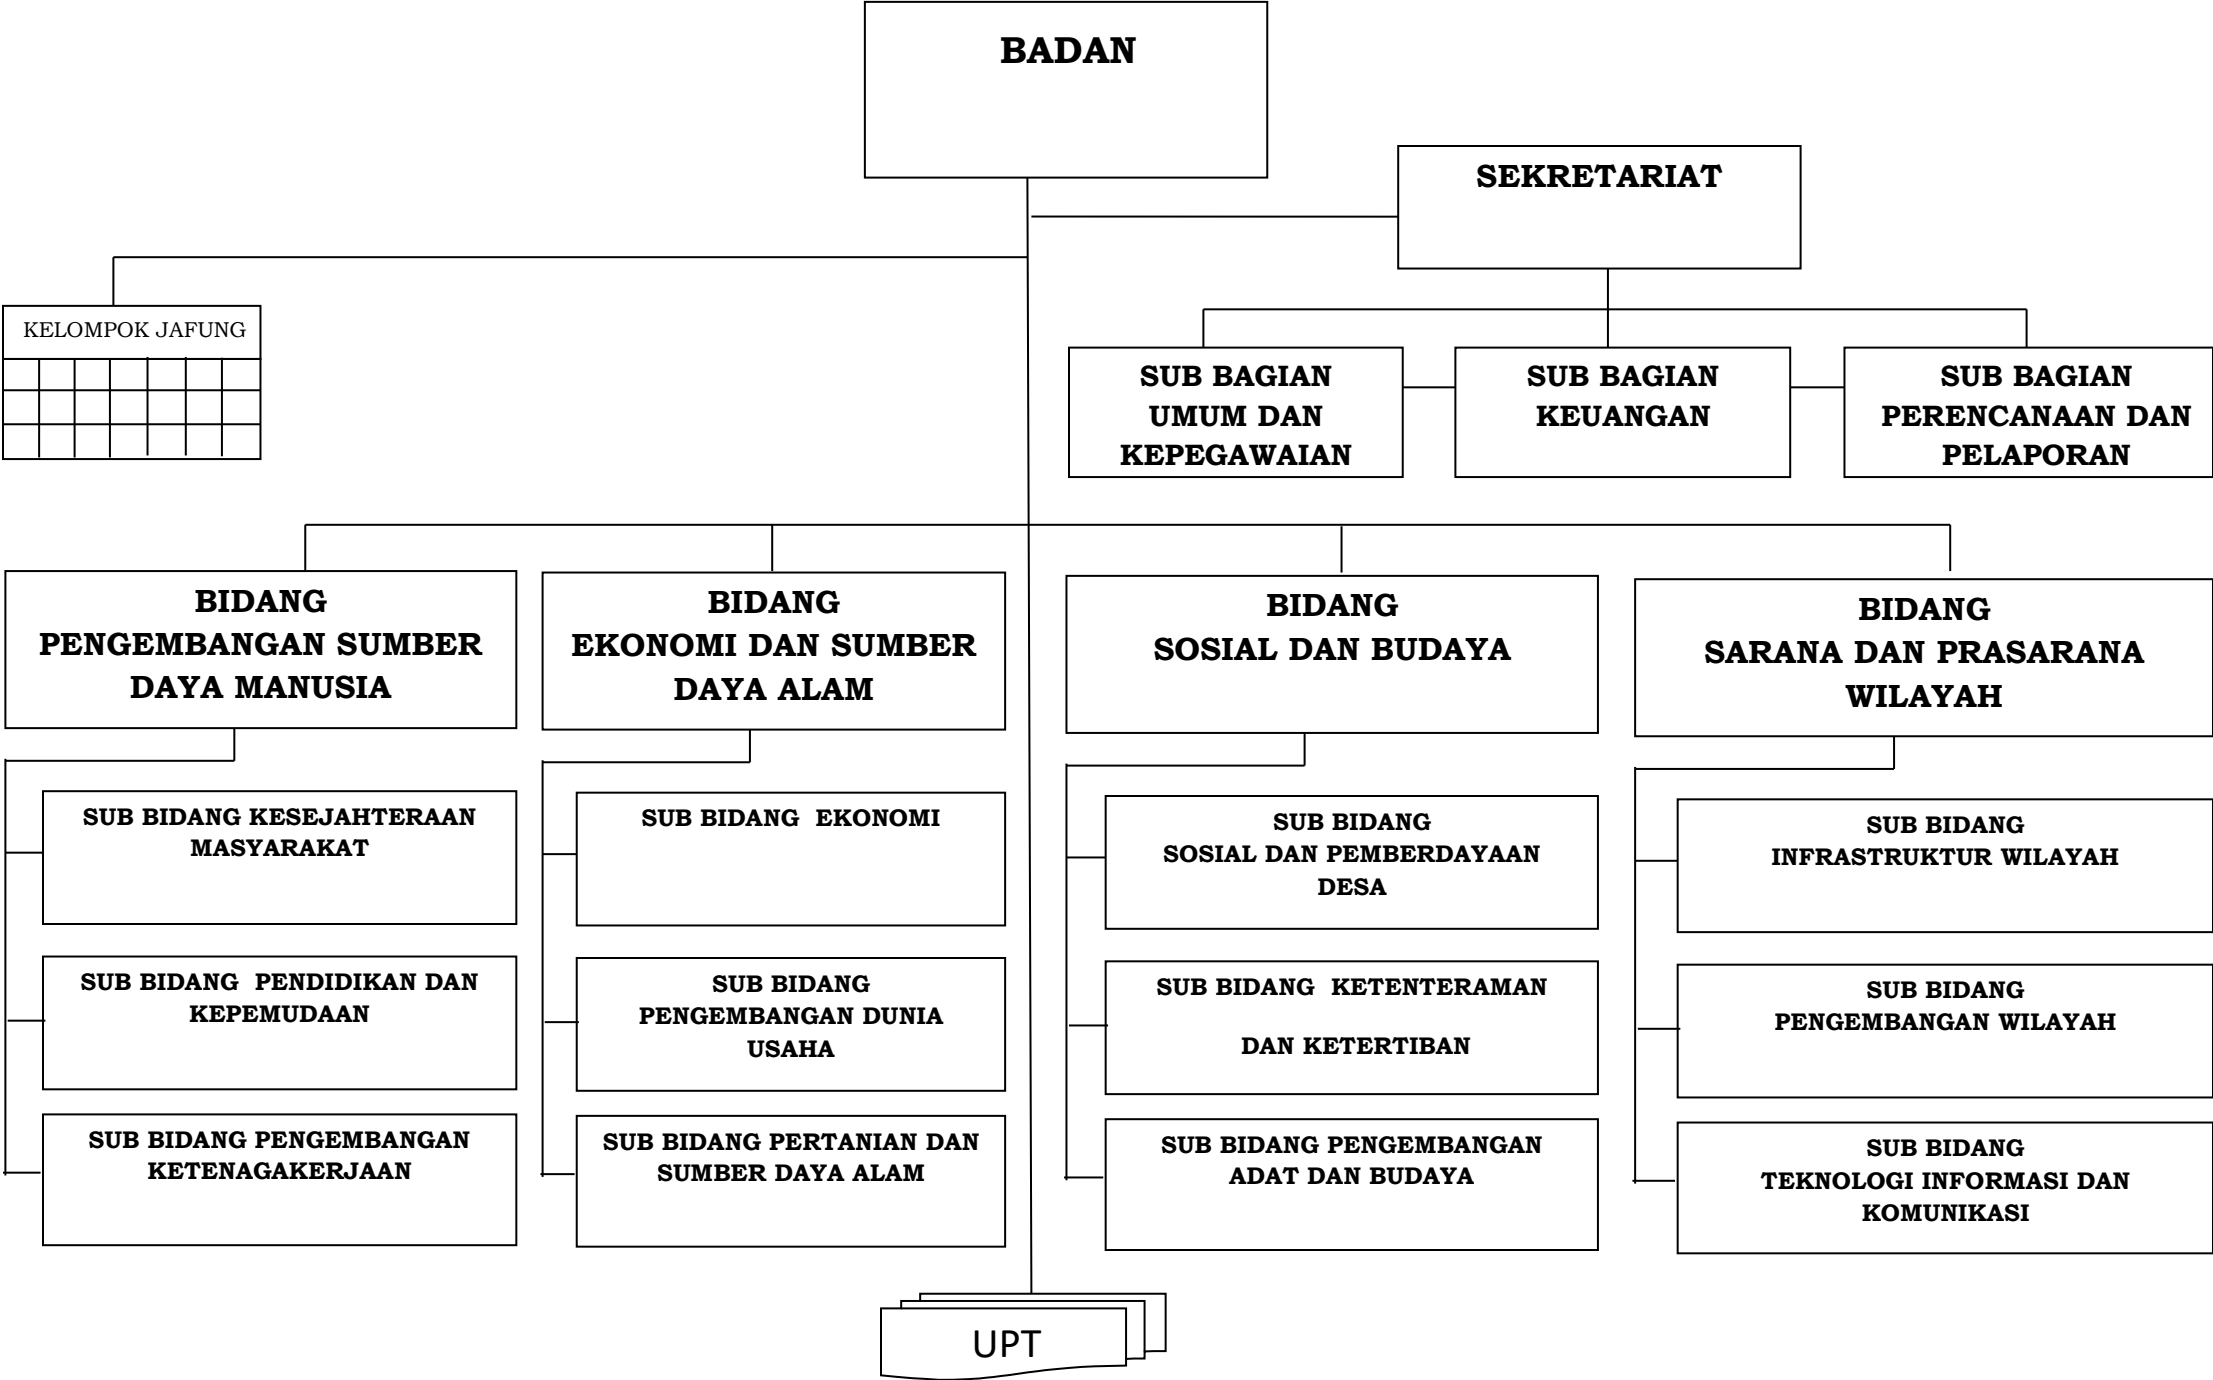 BADAN
SEKRETARIAT
KELOMPOK JAFUNG
SUB BAGIAN
UMUM DAN
KEPEGAWAIAN
SUB BAGIAN
KEUANGAN
SUB BAGIAN
PERENCANAAN DAN
PELAPORAN
BIDANG
PENGEMBANGAN SUMBER
DAYA MANUSIA
BIDANG
EKONOMI DAN SUMBER
DAYA ALAM
BIDANG
SOSIAL DAN BUDAYA
BIDANG
SARANA DAN PRASARANA
WILAYAH
SUB BIDANG KESEJAHTERAAN
MASYARAKAT
SUB BIDANG PENDIDIKAN DAN
KEPEMUDAAN
SUB BIDANG PENGEMBANGAN
KETENAGAKERJAAN
SUB BIDANG EKONOMI
SUB BIDANG
PENGEMBANGAN DUNIA
USAHA
SUB BIDANG PERTANIAN DAN
SUMBER DAYA ALAM
SUB BIDANG
SOSIAL DAN PEMBERDAYAAN
DESA
SUB BIDANG KETENTERAMAN
DAN KETERTIBAN
SUB BIDANG PENGEMBANGAN
ADAT DAN BUDAYA
SUB BIDANG
INFRASTRUKTUR WILAYAH
SUB BIDANG
PENGEMBANGAN WILAYAH
SUB BIDANG
TEKNOLOGI INFORMASI DAN
KOMUNIKASI
UPT